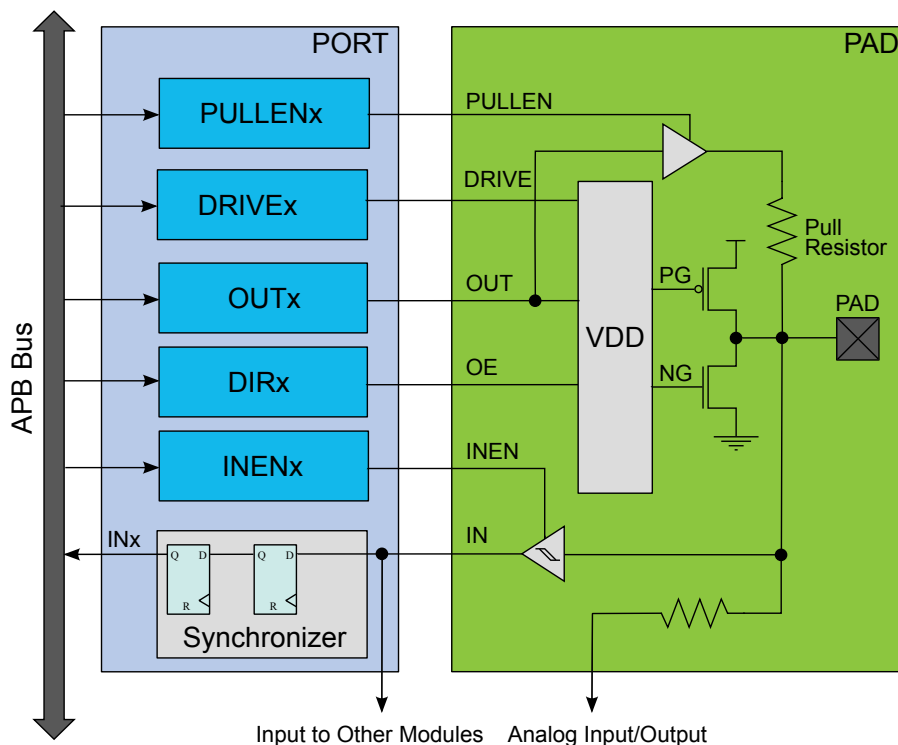 PORT
PAD
APB Bus
PULLENx
PULLEN
DRIVEx
DRIVE
Pull
Resistor
OUTx
OUT
PG
PAD
VDD
DIRx
OE
NG
INENx
INEN
INx
IN
Q D
R
Q D
R
Synchronizer
Input to Other Modules
Analog Input/Output